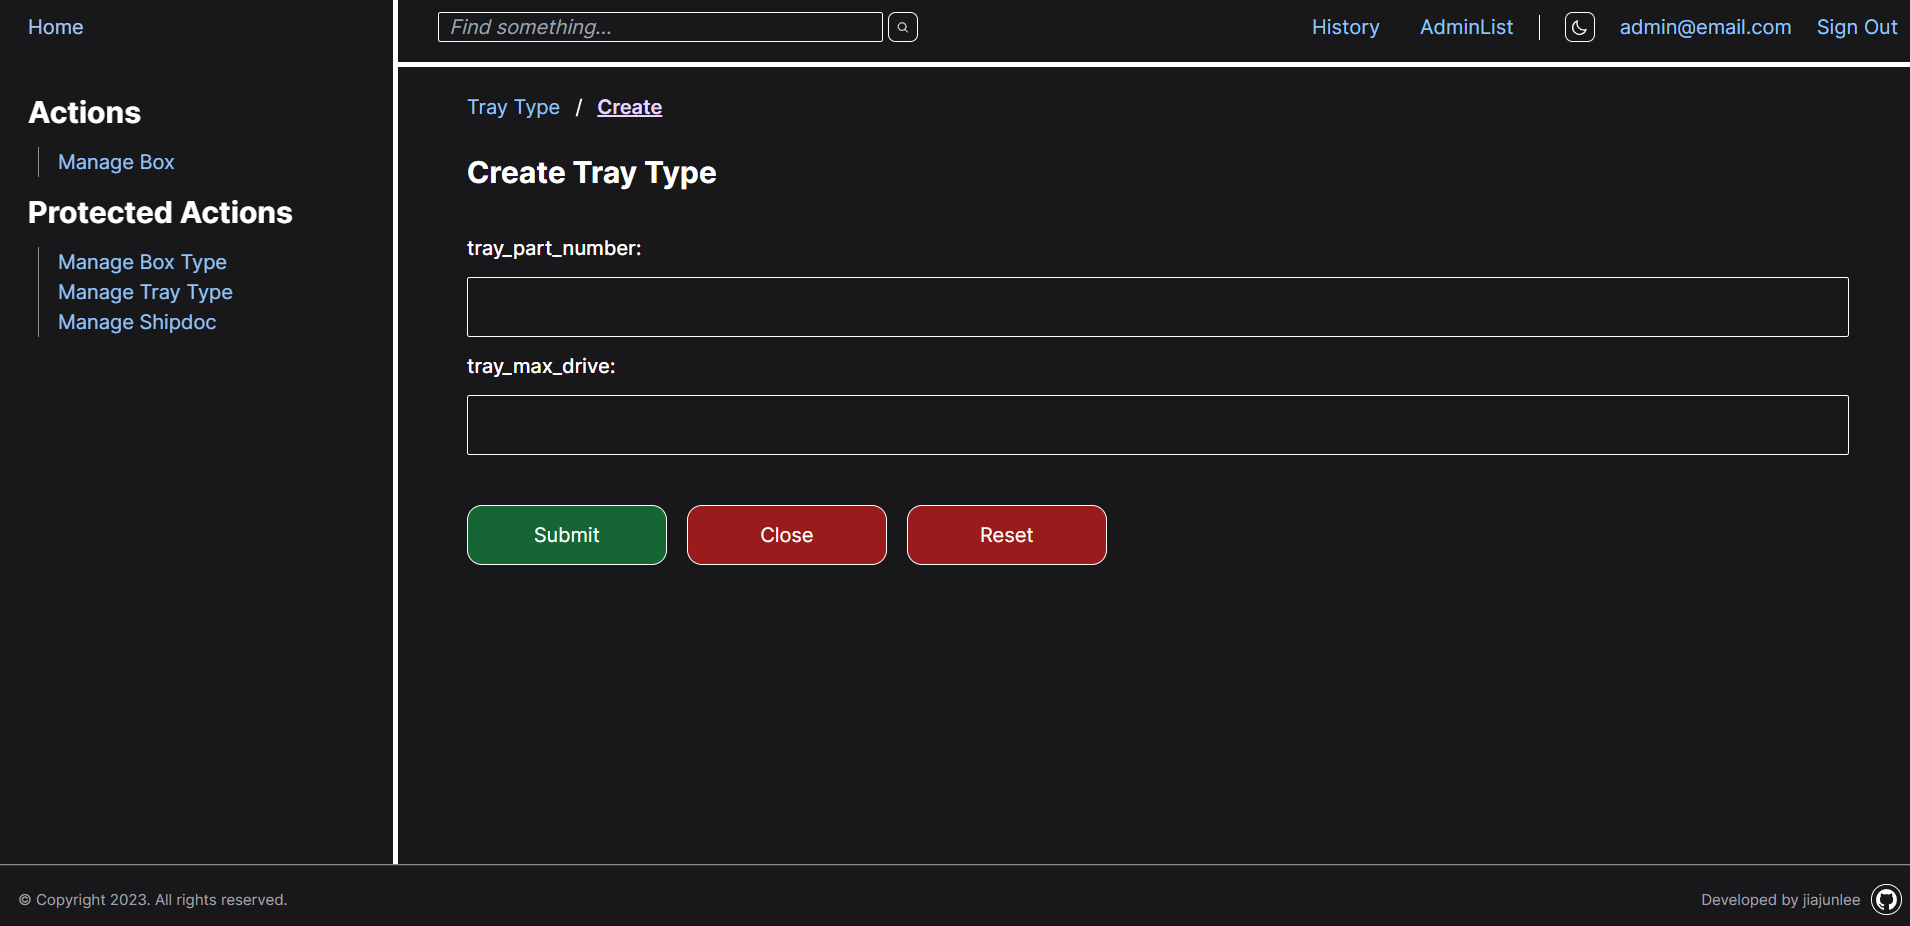 Home
Find something...
History AdminList admin@email.com Sign Out
Actions
Manage Box
Protected Actions
Manage Box Type
Manage Tray Type
Manage Shipdoc
Tray Type / Create
Create Tray Type
tray_part_number:
tray_max_drive:
Submit Close Reset
© Copyright 2023. All rights reserved.
Developed by jiajunlee